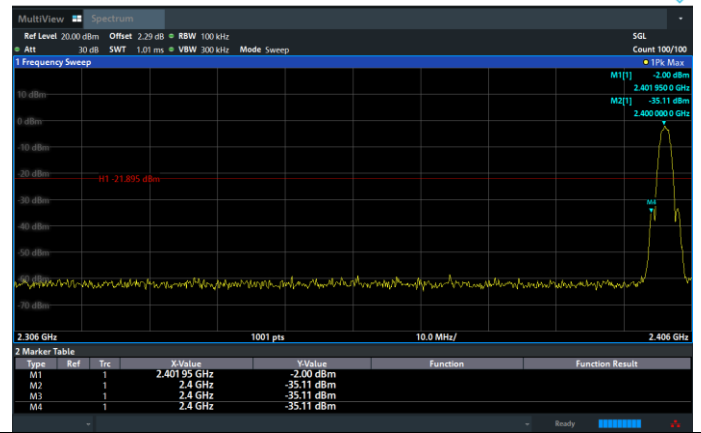 MultiView Spectrum
Ref Level 20.00 dBm Offset 2.29 dB RBW 100 kHz SGL
Att 30 dB SWT 1.01 ms VBW 300 kHz Mode Sweep Count 100/100
1 Frequency Sweep 1Pk Max
M1[1] -2.00 dBm
2.401 950 0 GHz
M2[1] -35.11 dBm
2.400 000 0 GHz
10 dBm
0 dBm
-10 dBm
-20 dBm
H1 -21.895 dBm
-30 dBm
M4
-40 dBm
-50 dBm
-60 dBm
-70 dBm
2.306 GHz 1001 pts 10.0 MHz/ 2.406 GHz
2 Marker Table
Type Ref Trc X-Value Y-Value Function Function Result
M1 1 2.401 95 GHz -2.00 dBm
M2 1 2.4 GHz -35.11 dBm
M3 1 2.4 GHz -35.11 dBm
M4 1 2.4 GHz -35.11 dBm
Ready